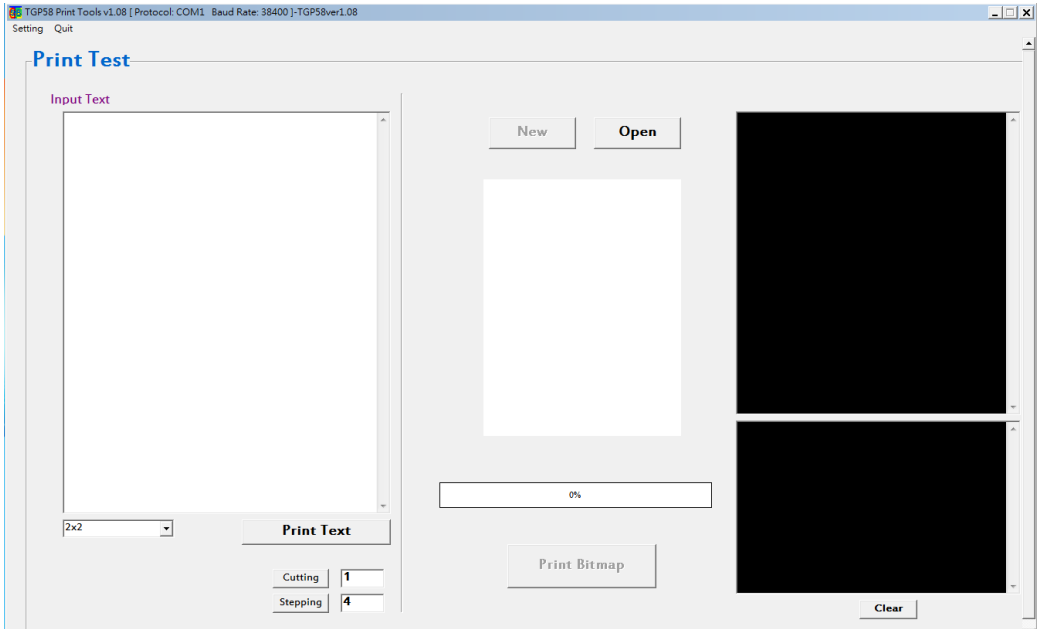 TGP58 Print Tools v1.08 [ Protocol: COM1 Baud Rate: 38400 ]-TGP58ver1.08
Setting Quit
Print Test
Input Text
New
Open
0%
2x2
Print Text
Print Bitmap
Cutting
1
Stepping
4
Clear